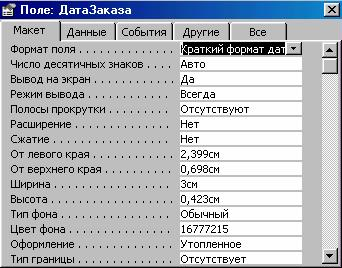 Поле: ДатаЗаказа
Макет Данные События Другие Все
Формат поля . . . . . . . . . . . . . Краткий формат дат
Число десятичных знаков . . . . Авто
Вывод на экран . . . . . . . . . . . Да
Режим вывода . . . . . . . . . . . . Всегда
Полосы прокрутки . . . . . . . . . Отсутствуют
Расширение . . . . . . . . . . . . . Нет
Сжатие . . . . . . . . . . . . . . . . Нет
От левого края . . . . . . . . . . . 2,399см
От верхнего края . . . . . . . . . 0,698см
Ширина . . . . . . . . . . . . . . . . 3см
Высота . . . . . . . . . . . . . . . . 0,423см
Тип фона . . . . . . . . . . . . . . . Обычный
Цвет фона . . . . . . . . . . . . . . 16777215
Оформление . . . . . . . . . . . . . Утопленное
Тип границы . . . . . . . . . . . . . Отсутствует